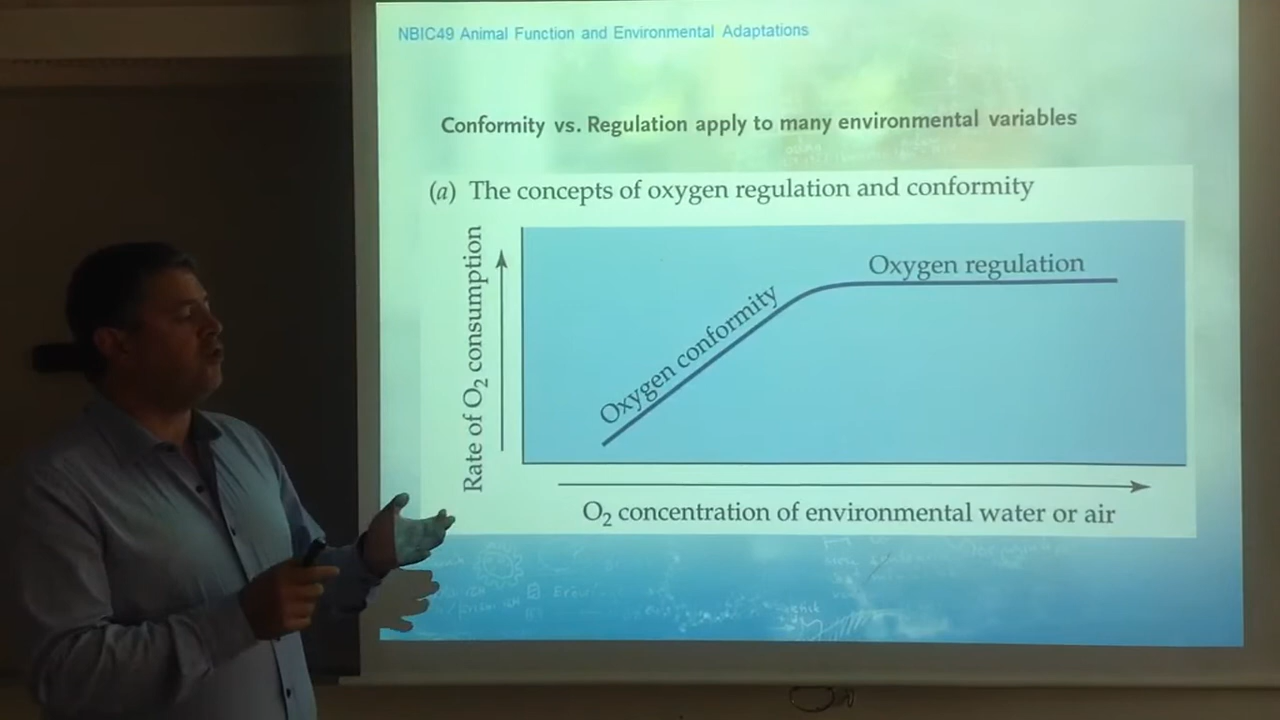 NBIC49 Animal Function and Environmental Adaptations
Conformity vs. Regulation apply to many environmental variables
(a) The concepts of oxygen regulation and conformity
Rate of O₂ consumption
Oxygen conformity
Oxygen regulation
O₂ concentration of environmental water or air